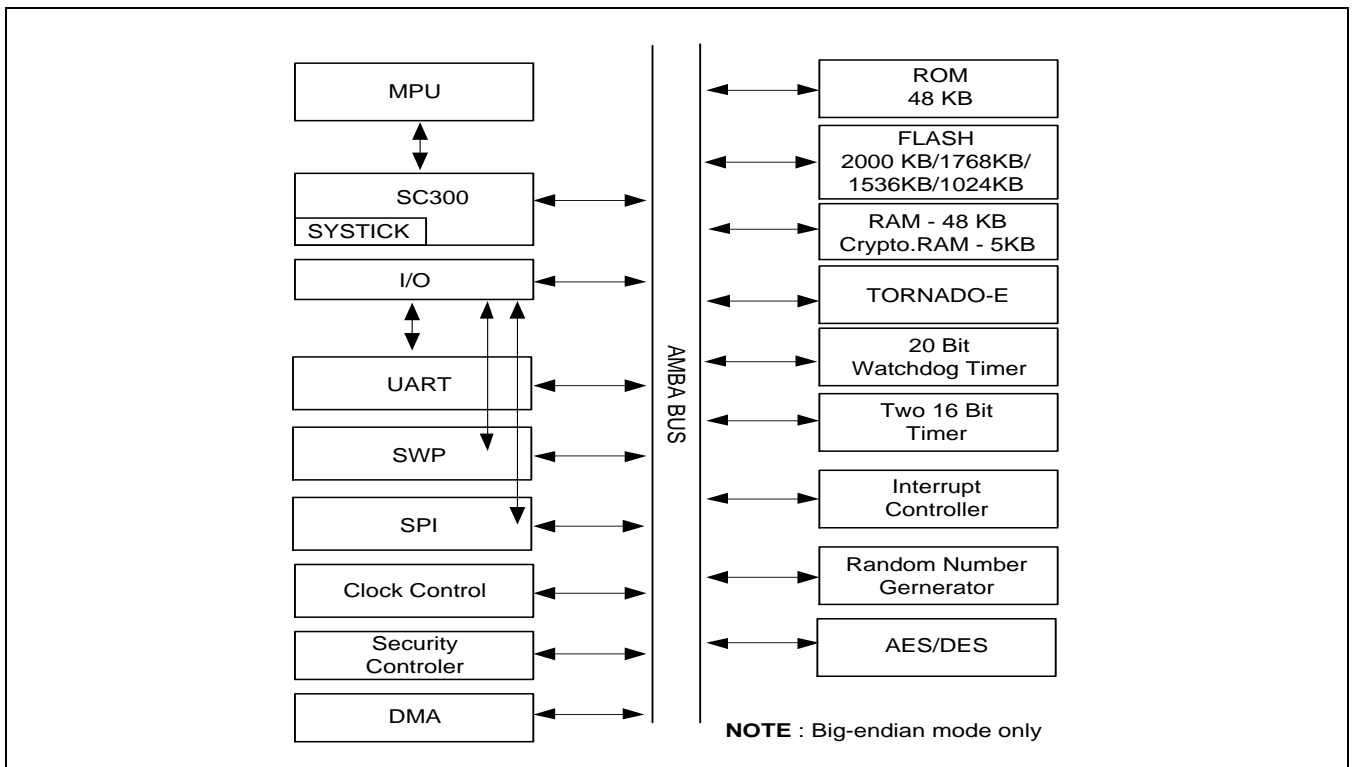 MPU
SC300
SYSTICK
I/O
UART
SWP
SPI
Clock Control
Security
Controler
DMA
AMBA BUS
ROM
48 KB
FLASH
2000 KB/1768KB/
1536KB/1024KB
RAM - 48 KB
Crypto.RAM - 5KB
TORNADO-E
20 Bit
Watchdog Timer
Two 16 Bit
Timer
Interrupt
Controller
Random Number
Gernerator
AES/DES
NOTE : Big-endian mode only